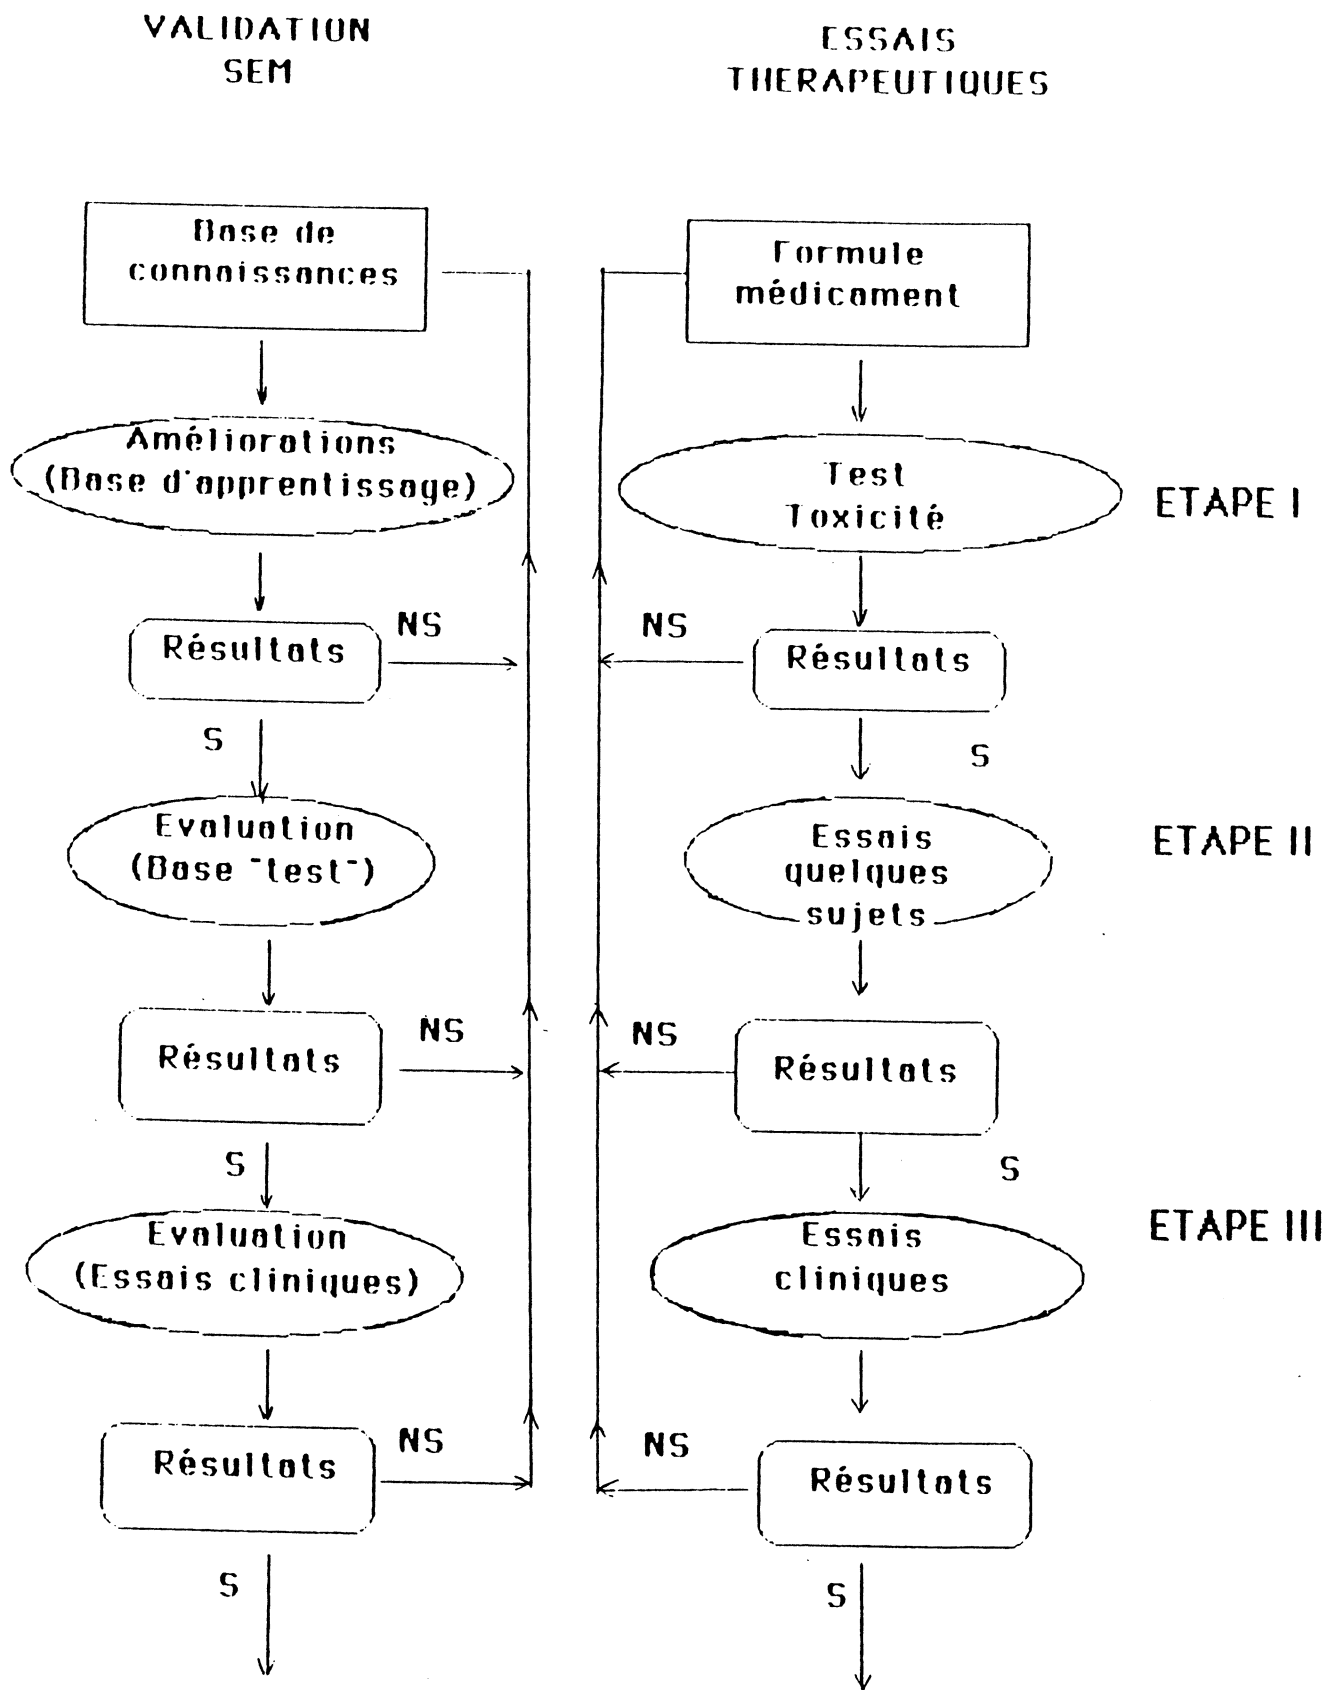 VALIDATION
SEM
ESSAIS
THERAPEUTIQUES
Base de
connaissances
Formule
médicament
Améliorations
(Base d'apprentissage)
Test
Toxicité
ETAPE I
Résultats
NS
NS
Résultats
S
S
Evaluation
(Base "test")
Essais
quelques
sujets
ETAPE II
Résultats
NS
NS
Résultats
S
S
Evaluation
(Essais cliniques)
Essais
cliniques
ETAPE III
Résultats
NS
NS
Résultats
S
S